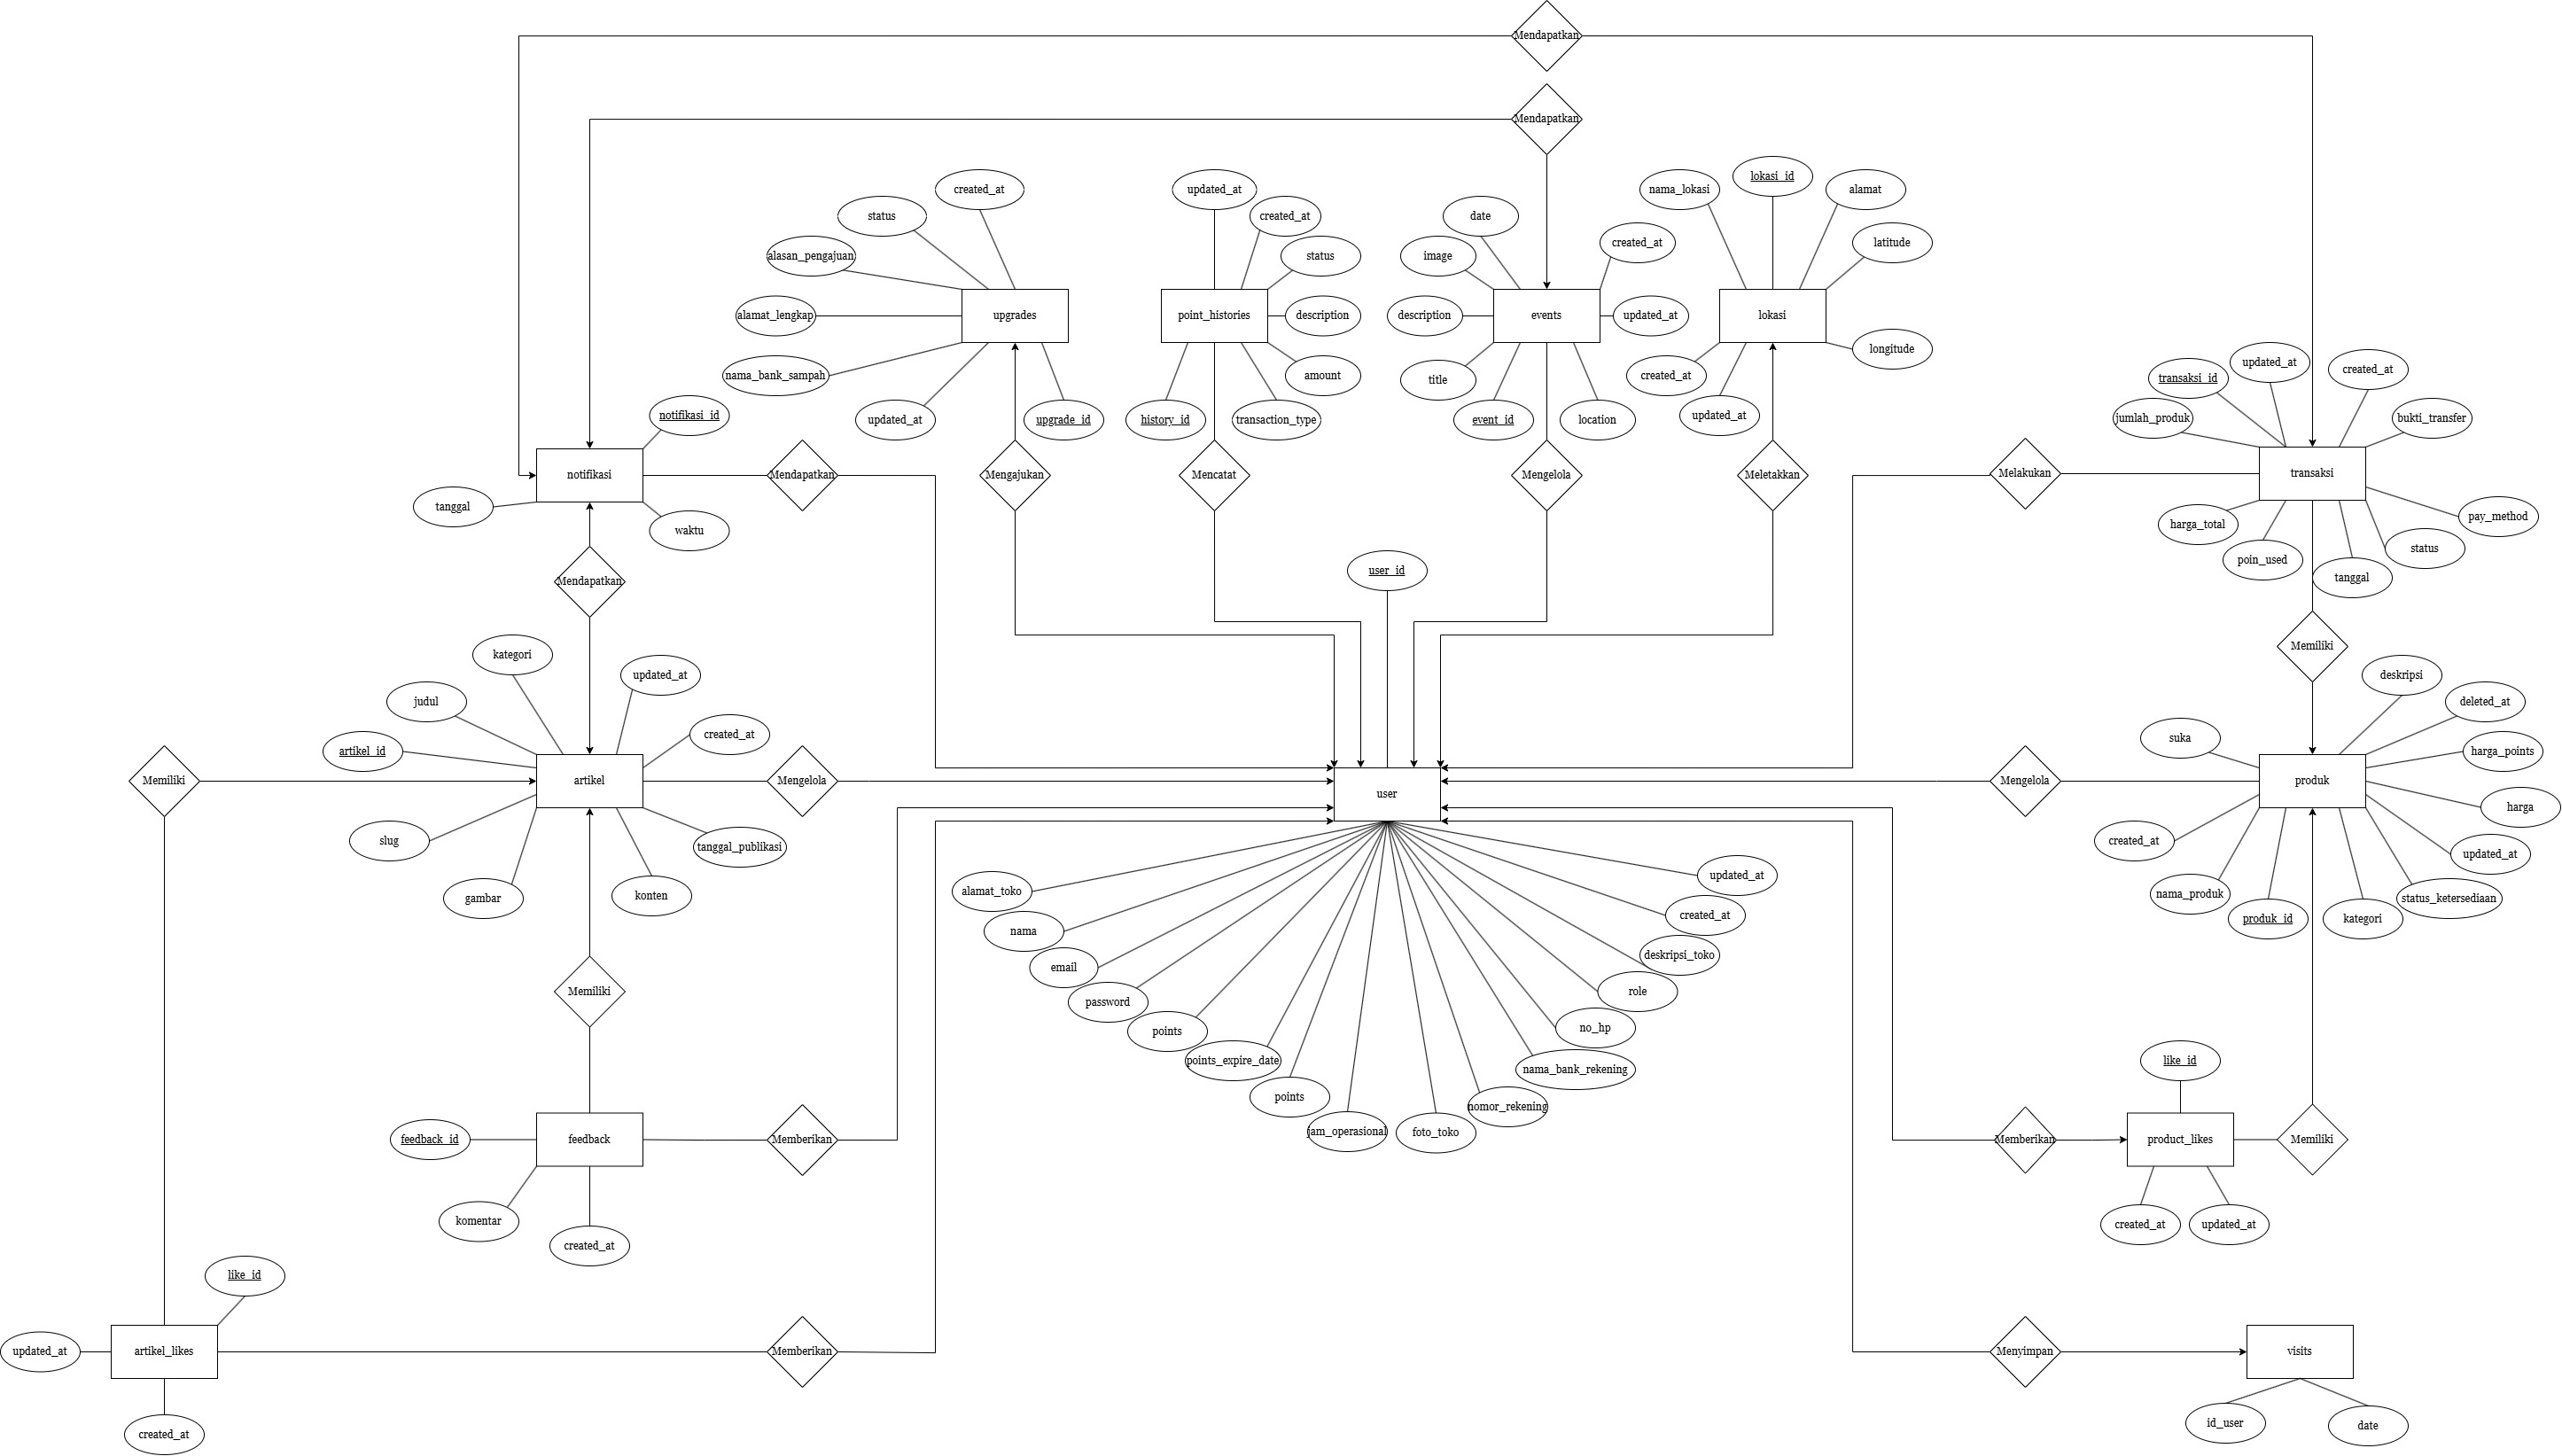 Mendapatkan
Mendapatkan
created_at
status
alasan_pengajuan
alamat_lengkap
nama_bank_sampah
updated_at
upgrade_id
upgrades
updated_at
created_at
status
description
amount
transaction_type
history_id
point_histories
date
image
description
title
event_id
location
created_at
updated_at
events
nama_lokasi
lokasi_id
alamat
latitude
longitude
created_at
updated_at
lokasi
transaksi_id
updated_at
created_at
jumlah_produk
bukti_transfer
transaksi
harga_total
poin_used
tanggal
status
pay_method
notifikasi_id
notifikasi
tanggal
waktu
Mendapatkan
Mengajukan
Mencatat
Mengelola
Meletakkan
Melakukan
Mendapatkan
user_id
Memiliki
kategori
judul
artikel_id
updated_at
created_at
artikel
slug
gambar
konten
tanggal_publikasi
Memiliki
Mengelola
user
Mengelola
deskripsi
deleted_at
suka
harga_points
produk
harga
created_at
updated_at
nama_produk
produk_id
kategori
status_ketersediaan
alamat_toko
nama
email
password
points
points_expire_date
points
jam_operasional
foto_toko
nomor_rekening
nama_bank_rekening
no_hp
role
deskripsi_toko
created_at
updated_at
Memiliki
feedback_id
feedback
Memberikan
komentar
created_at
like_id
Memberikan
product_likes
Memiliki
created_at
updated_at
like_id
updated_at
artikel_likes
created_at
Memberikan
Menyimpan
visits
id_user
date